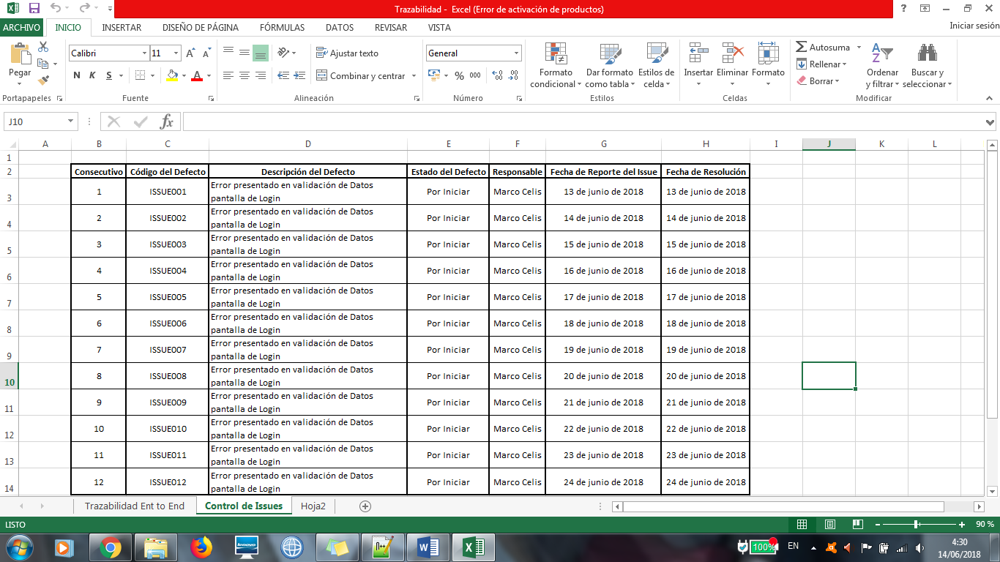 Trazabilidad - Excel (Error de activación de productos)
ARCHIVO INICIO INSERTAR DISEÑO DE PÁGINA FÓRMULAS DATOS REVISAR VISTA Iniciar sesión
Pegar
Portapapeles
Calibri 11
N K S
Fuente
Ajustar texto
Combinar y centrar
Alineación
General
% 000
Número
Formato condicional
Dar formato como tabla
Estilos de celda
Estilos
Insertar Eliminar Formato
Celdas
Autosuma
Rellenar
Borrar
Ordenar y filtrar
Buscar y seleccionar
Modificar
J10 fx
A B C D E F G H I J K L
1
2 Consecutivo Código del Defecto Descripción del Defecto Estado del Defecto Responsable Fecha de Reporte del Issue Fecha de Resolución
3 1 ISSUE001 Error presentado en validación de Datos pantalla de Login Por Iniciar Marco Celis 13 de junio de 2018 13 de junio de 2018
4 2 ISSUE002 Error presentado en validación de Datos pantalla de Login Por Iniciar Marco Celis 14 de junio de 2018 14 de junio de 2018
5 3 ISSUE003 Error presentado en validación de Datos pantalla de Login Por Iniciar Marco Celis 15 de junio de 2018 15 de junio de 2018
6 4 ISSUE004 Error presentado en validación de Datos pantalla de Login Por Iniciar Marco Celis 16 de junio de 2018 16 de junio de 2018
7 5 ISSUE005 Error presentado en validación de Datos pantalla de Login Por Iniciar Marco Celis 17 de junio de 2018 17 de junio de 2018
8 6 ISSUE006 Error presentado en validación de Datos pantalla de Login Por Iniciar Marco Celis 18 de junio de 2018 18 de junio de 2018
9 7 ISSUE007 Error presentado en validación de Datos pantalla de Login Por Iniciar Marco Celis 19 de junio de 2018 19 de junio de 2018
10 8 ISSUE008 Error presentado en validación de Datos pantalla de Login Por Iniciar Marco Celis 20 de junio de 2018 20 de junio de 2018
11 9 ISSUE009 Error presentado en validación de Datos pantalla de Login Por Iniciar Marco Celis 21 de junio de 2018 21 de junio de 2018
12 10 ISSUE010 Error presentado en validación de Datos pantalla de Login Por Iniciar Marco Celis 22 de junio de 2018 22 de junio de 2018
13 11 ISSUE011 Error presentado en validación de Datos pantalla de Login Por Iniciar Marco Celis 23 de junio de 2018 23 de junio de 2018
14 12 ISSUE012 Error presentado en validación de Datos pantalla de Login Por Iniciar Marco Celis 24 de junio de 2018 24 de junio de 2018
Trazabilidad Ent to End Control de Issues Hoja2
LISTO 90 %
lenovo 100% EN 4:30
14/06/2018